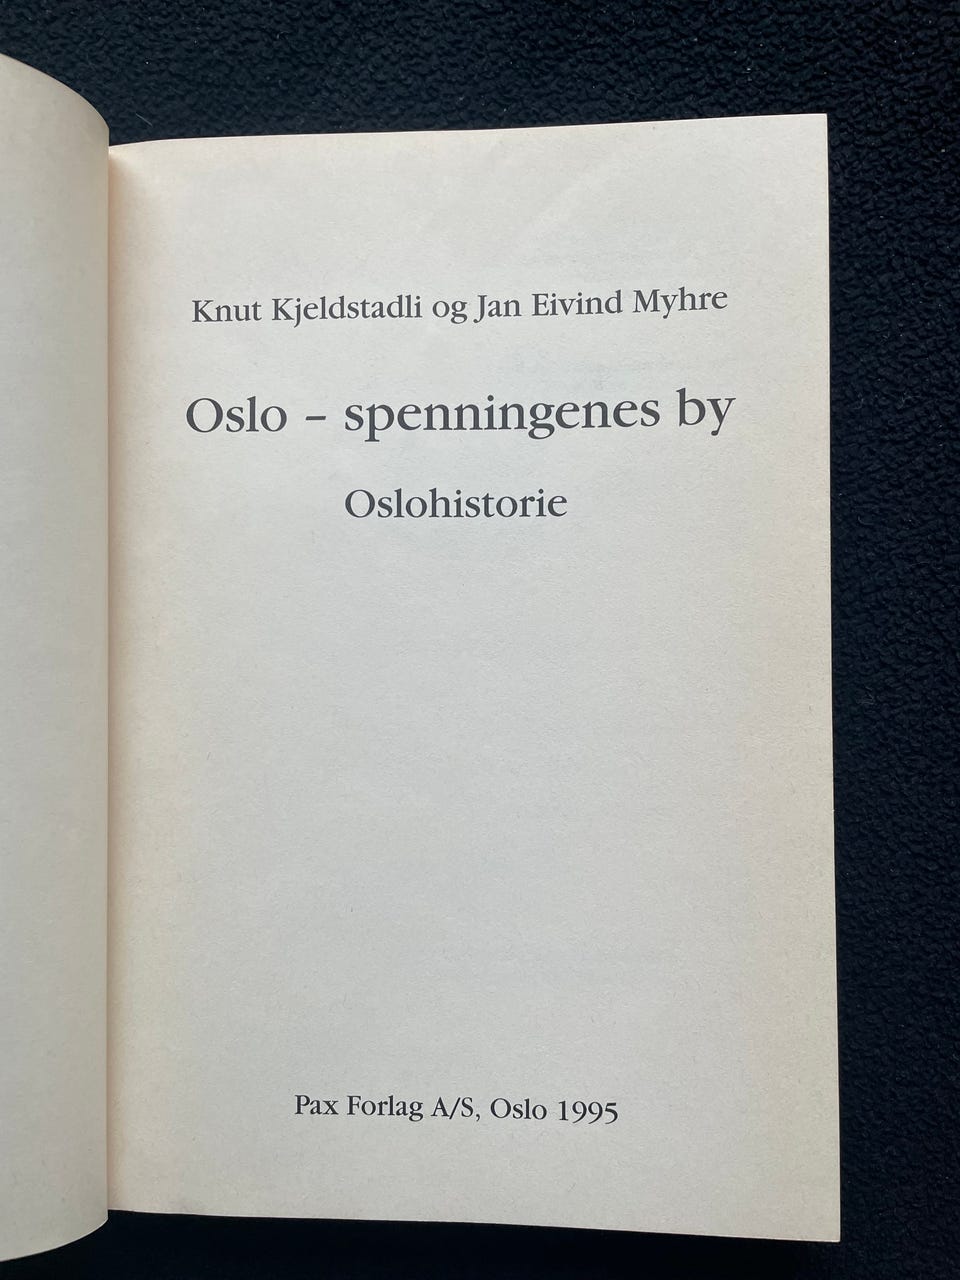 Knut Kjeldstadli og Jan Eivind Myhre
Oslo – spenningenes by
Oslohistorie
Pax Forlag A/S, Oslo 1995